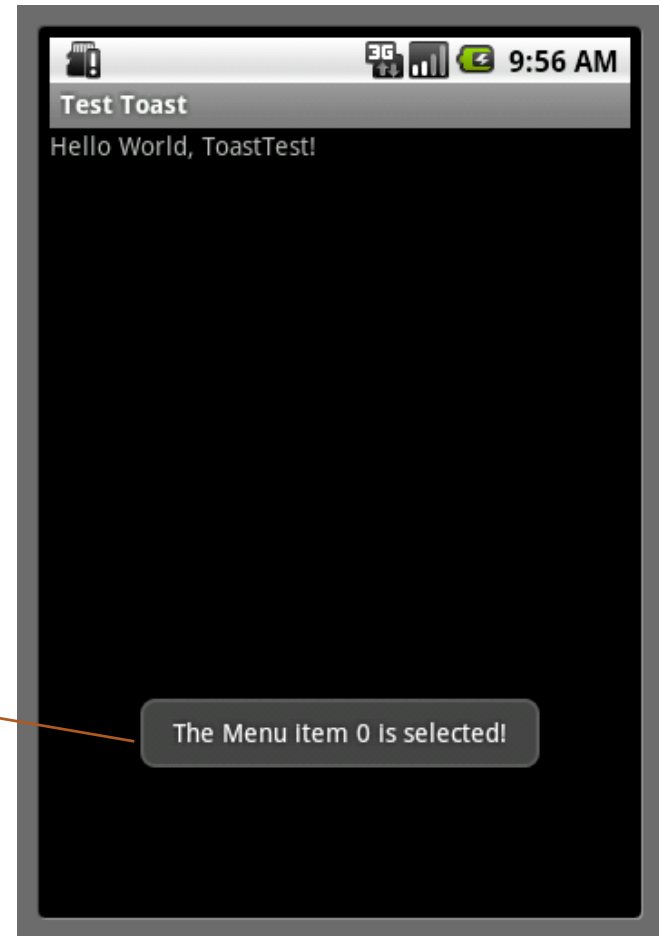 3G 9:56 AM
Test Toast
Hello World, ToastTest!
The Menu item 0 is selected!